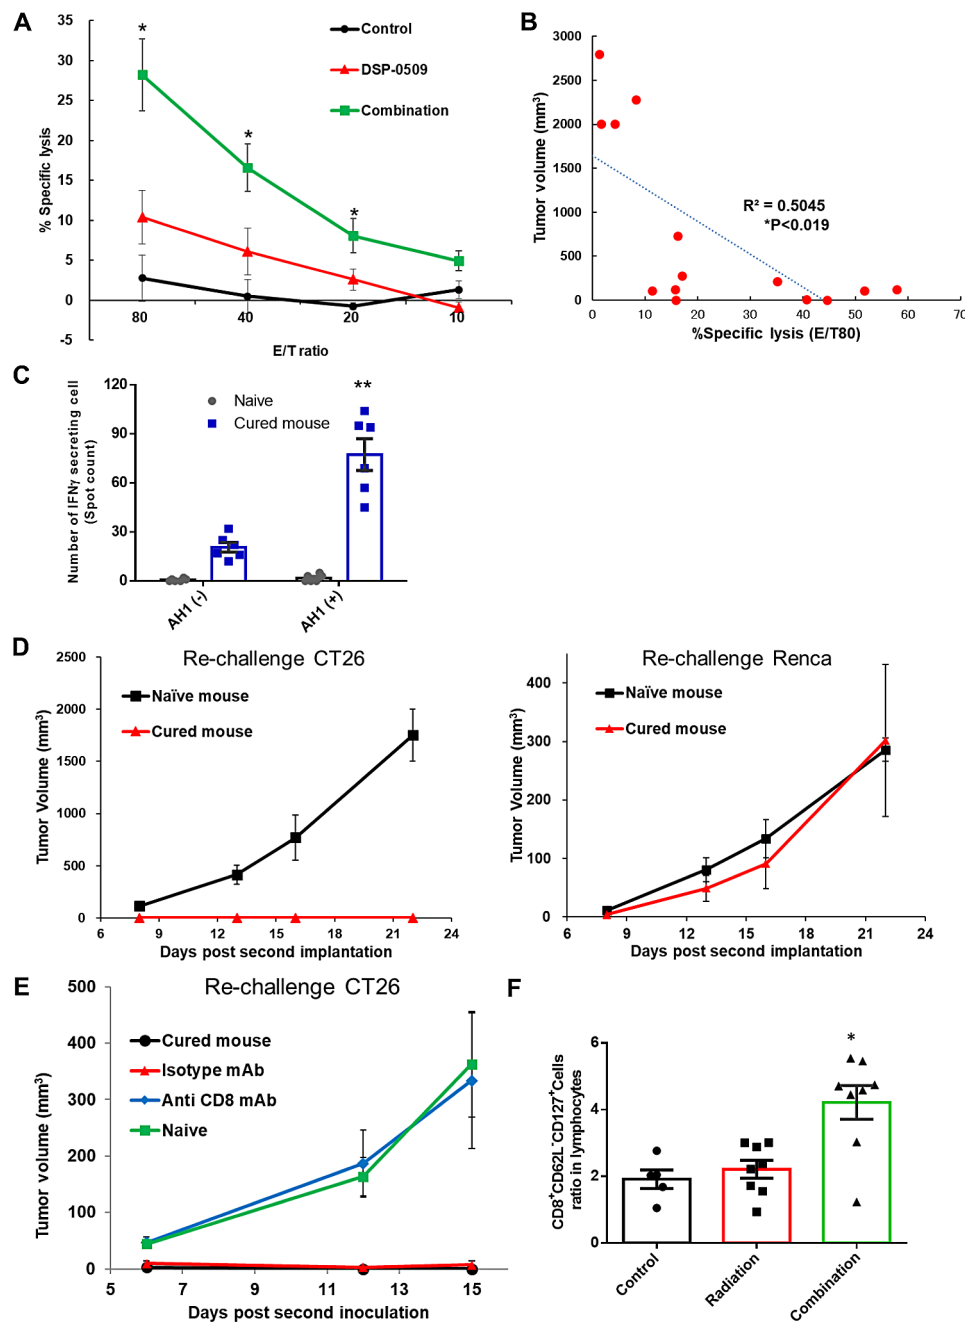 A
35
30
25
20
15
10
5
0
-5
% Specific lysis
*
*
*
Control
DSP-0509
Combination
80
40
20
10
E/T ratio
B
3000
2500
2000
1500
1000
500
0
Tumor volume (mm³)
R² = 0.5045
*P<0.019
0 10 20 30 40 50 60 70
%Specific lysis (E/T80)
C
120
90
60
30
0
Number of IFNγ secreting cell
(Spot count)
Naive
Cured mouse
**
AH1 (-)
AH1 (+)
D
Re-challenge CT26
2500
2000
1500
1000
500
0
Tumor Volume (mm³)
Naïve mouse
Cured mouse
6 9 12 15 18 21 24
Days post second implantation
Re-challenge Renca
400
300
200
100
0
Tumor Volume (mm³)
Naïve mouse
Cured mouse
6 9 12 15 18 21 24
Days post second implantation
E
Re-challenge CT26
500
400
300
200
100
0
Tumor volume (mm³)
Cured mouse
Isotype mAb
Anti CD8 mAb
Naive
5 7 9 11 13 15
Days post second inoculation
F
6
4
2
0
CD8⁺CD62L⁻CD127⁺Cells
ratio in lymphocytes
*
Control
Radiation
Combination